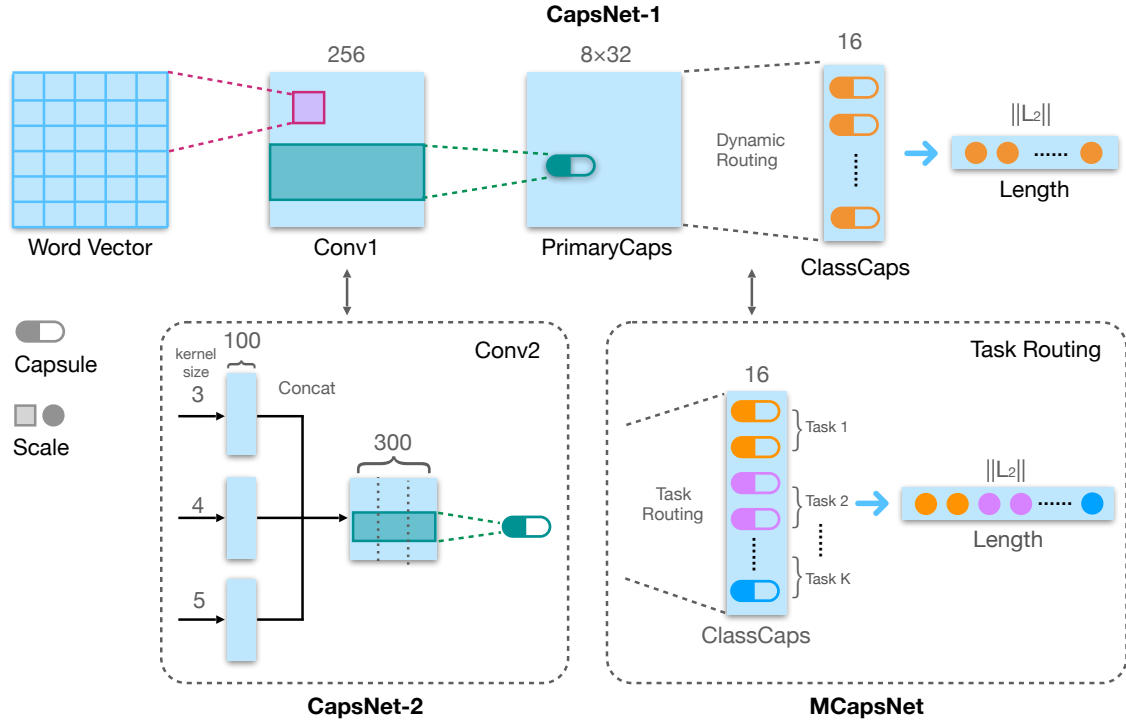 CapsNet-1
256
8×32
16
Dynamic
Routing
||L₂||
Length
Word Vector
Conv1
PrimaryCaps
ClassCaps
Capsule
Scale
Conv2
kernel
size
100
Concat
3
4
5
300
CapsNet-2
Task Routing
16
Task
Routing
Task 1
Task 2
Task K
||L₂||
Length
ClassCaps
MCapsNet